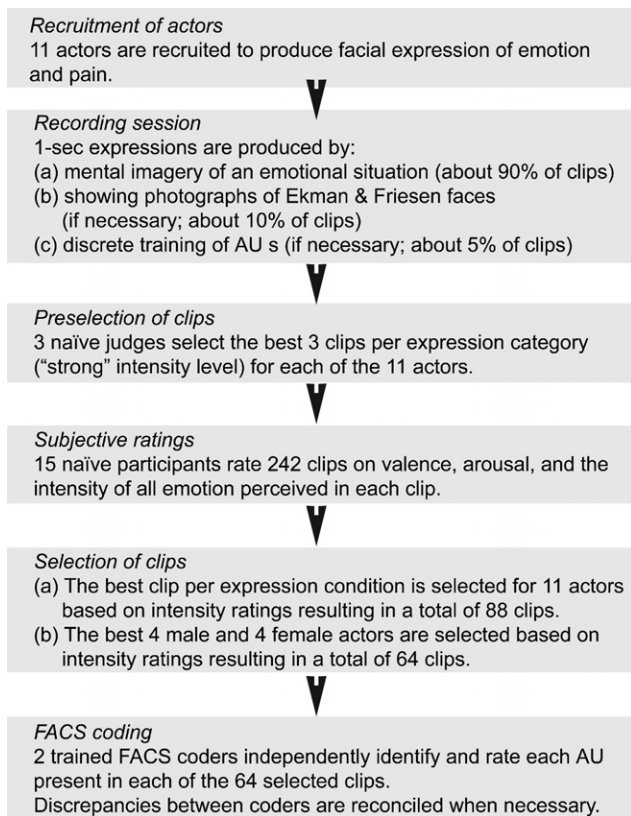 Recruitment of actors
11 actors are recruited to produce facial expression of emotion
and pain.
Recording session
1-sec expressions are produced by:
(a) mental imagery of an emotional situation (about 90% of clips)
(b) showing photographs of Ekman & Friesen faces
(if necessary; about 10% of clips)
(c) discrete training of AU s (if necessary; about 5% of clips)
Preselection of clips
3 naïve judges select the best 3 clips per expression category
(“strong” intensity level) for each of the 11 actors.
Subjective ratings
15 naïve participants rate 242 clips on valence, arousal, and the
intensity of all emotion perceived in each clip.
Selection of clips
(a) The best clip per expression condition is selected for 11 actors
based on intensity ratings resulting in a total of 88 clips.
(b) The best 4 male and 4 female actors are selected based on
intensity ratings resulting in a total of 64 clips.
FACS coding
2 trained FACS coders independently identify and rate each AU
present in each of the 64 selected clips.
Discrepancies between coders are reconciled when necessary.